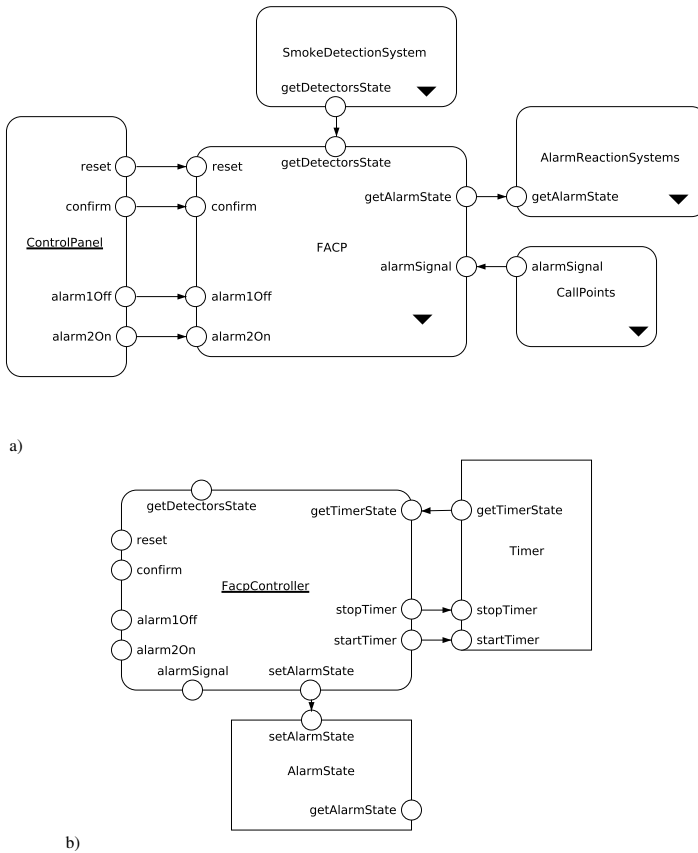 SmokeDetectionSystem
getDetectorsState
getDetectorsState
AlarmReactionSystems
reset
reset
getAlarmState
getAlarmState
confirm
confirm
ControlPanel
FACP
alarmSignal
alarmSignal
CallPoints
alarm1Off
alarm1Off
alarm2On
alarm2On
a)
getDetectorsState
getTimerState
getTimerState
reset
Timer
confirm
FacpController
stopTimer
stopTimer
alarm1Off
startTimer
startTimer
alarm2On
alarmSignal
setAlarmState
setAlarmState
AlarmState
getAlarmState
b)